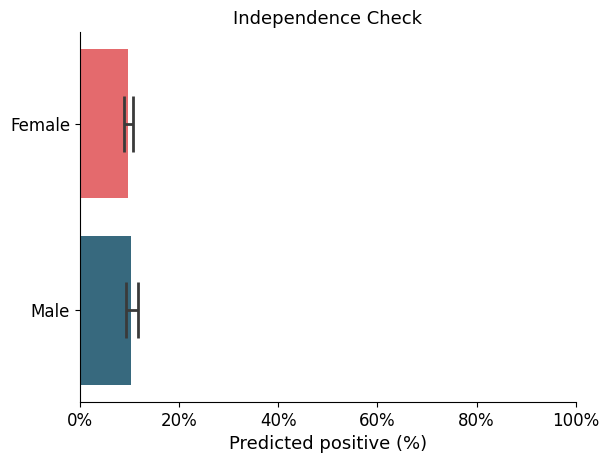 Independence Check
Female
Male
0% 20% 40% 60% 80% 100%
Predicted positive (%)